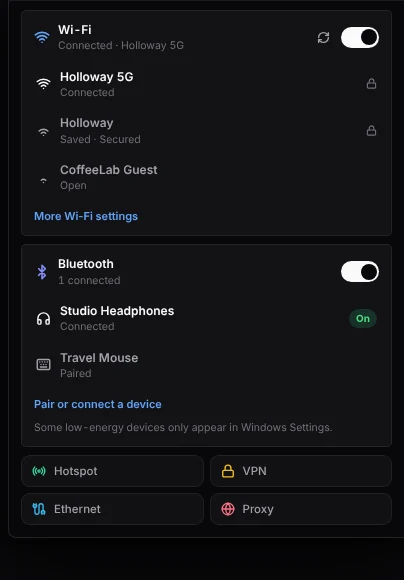 Wi-Fi
Connected · Holloway 5G
Holloway 5G
Connected
Holloway
Saved · Secured
CoffeeLab Guest
Open
More Wi-Fi settings
Bluetooth
1 connected
Studio Headphones
Connected
On
Travel Mouse
Paired
Pair or connect a device
Some low-energy devices only appear in Windows Settings.
Hotspot
VPN
Ethernet
Proxy